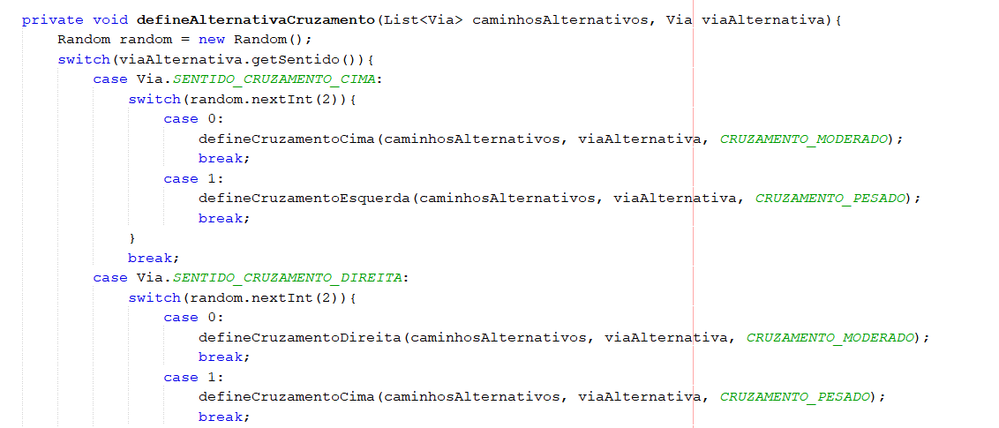 private void defineAlternativaCruzamento(List<Via> caminhosAlternativos, Via viaAlternativa){
    Random random = new Random();
    switch(viaAlternativa.getSentido()){
        case Via.SENTIDO_CRUZAMENTO_CIMA:
            switch(random.nextInt(2)){
                case 0:
                    defineCruzamentoCima(caminhosAlternativos, viaAlternativa, CRUZAMENTO_MODERADO);
                    break;
                case 1:
                    defineCruzamentoEsquerda(caminhosAlternativos, viaAlternativa, CRUZAMENTO_PESADO);
                    break;
            }
            break;
        case Via.SENTIDO_CRUZAMENTO_DIREITA:
            switch(random.nextInt(2)){
                case 0:
                    defineCruzamentoDireita(caminhosAlternativos, viaAlternativa, CRUZAMENTO_MODERADO);
                    break;
                case 1:
                    defineCruzamentoCima(caminhosAlternativos, viaAlternativa, CRUZAMENTO_PESADO);
                    break;